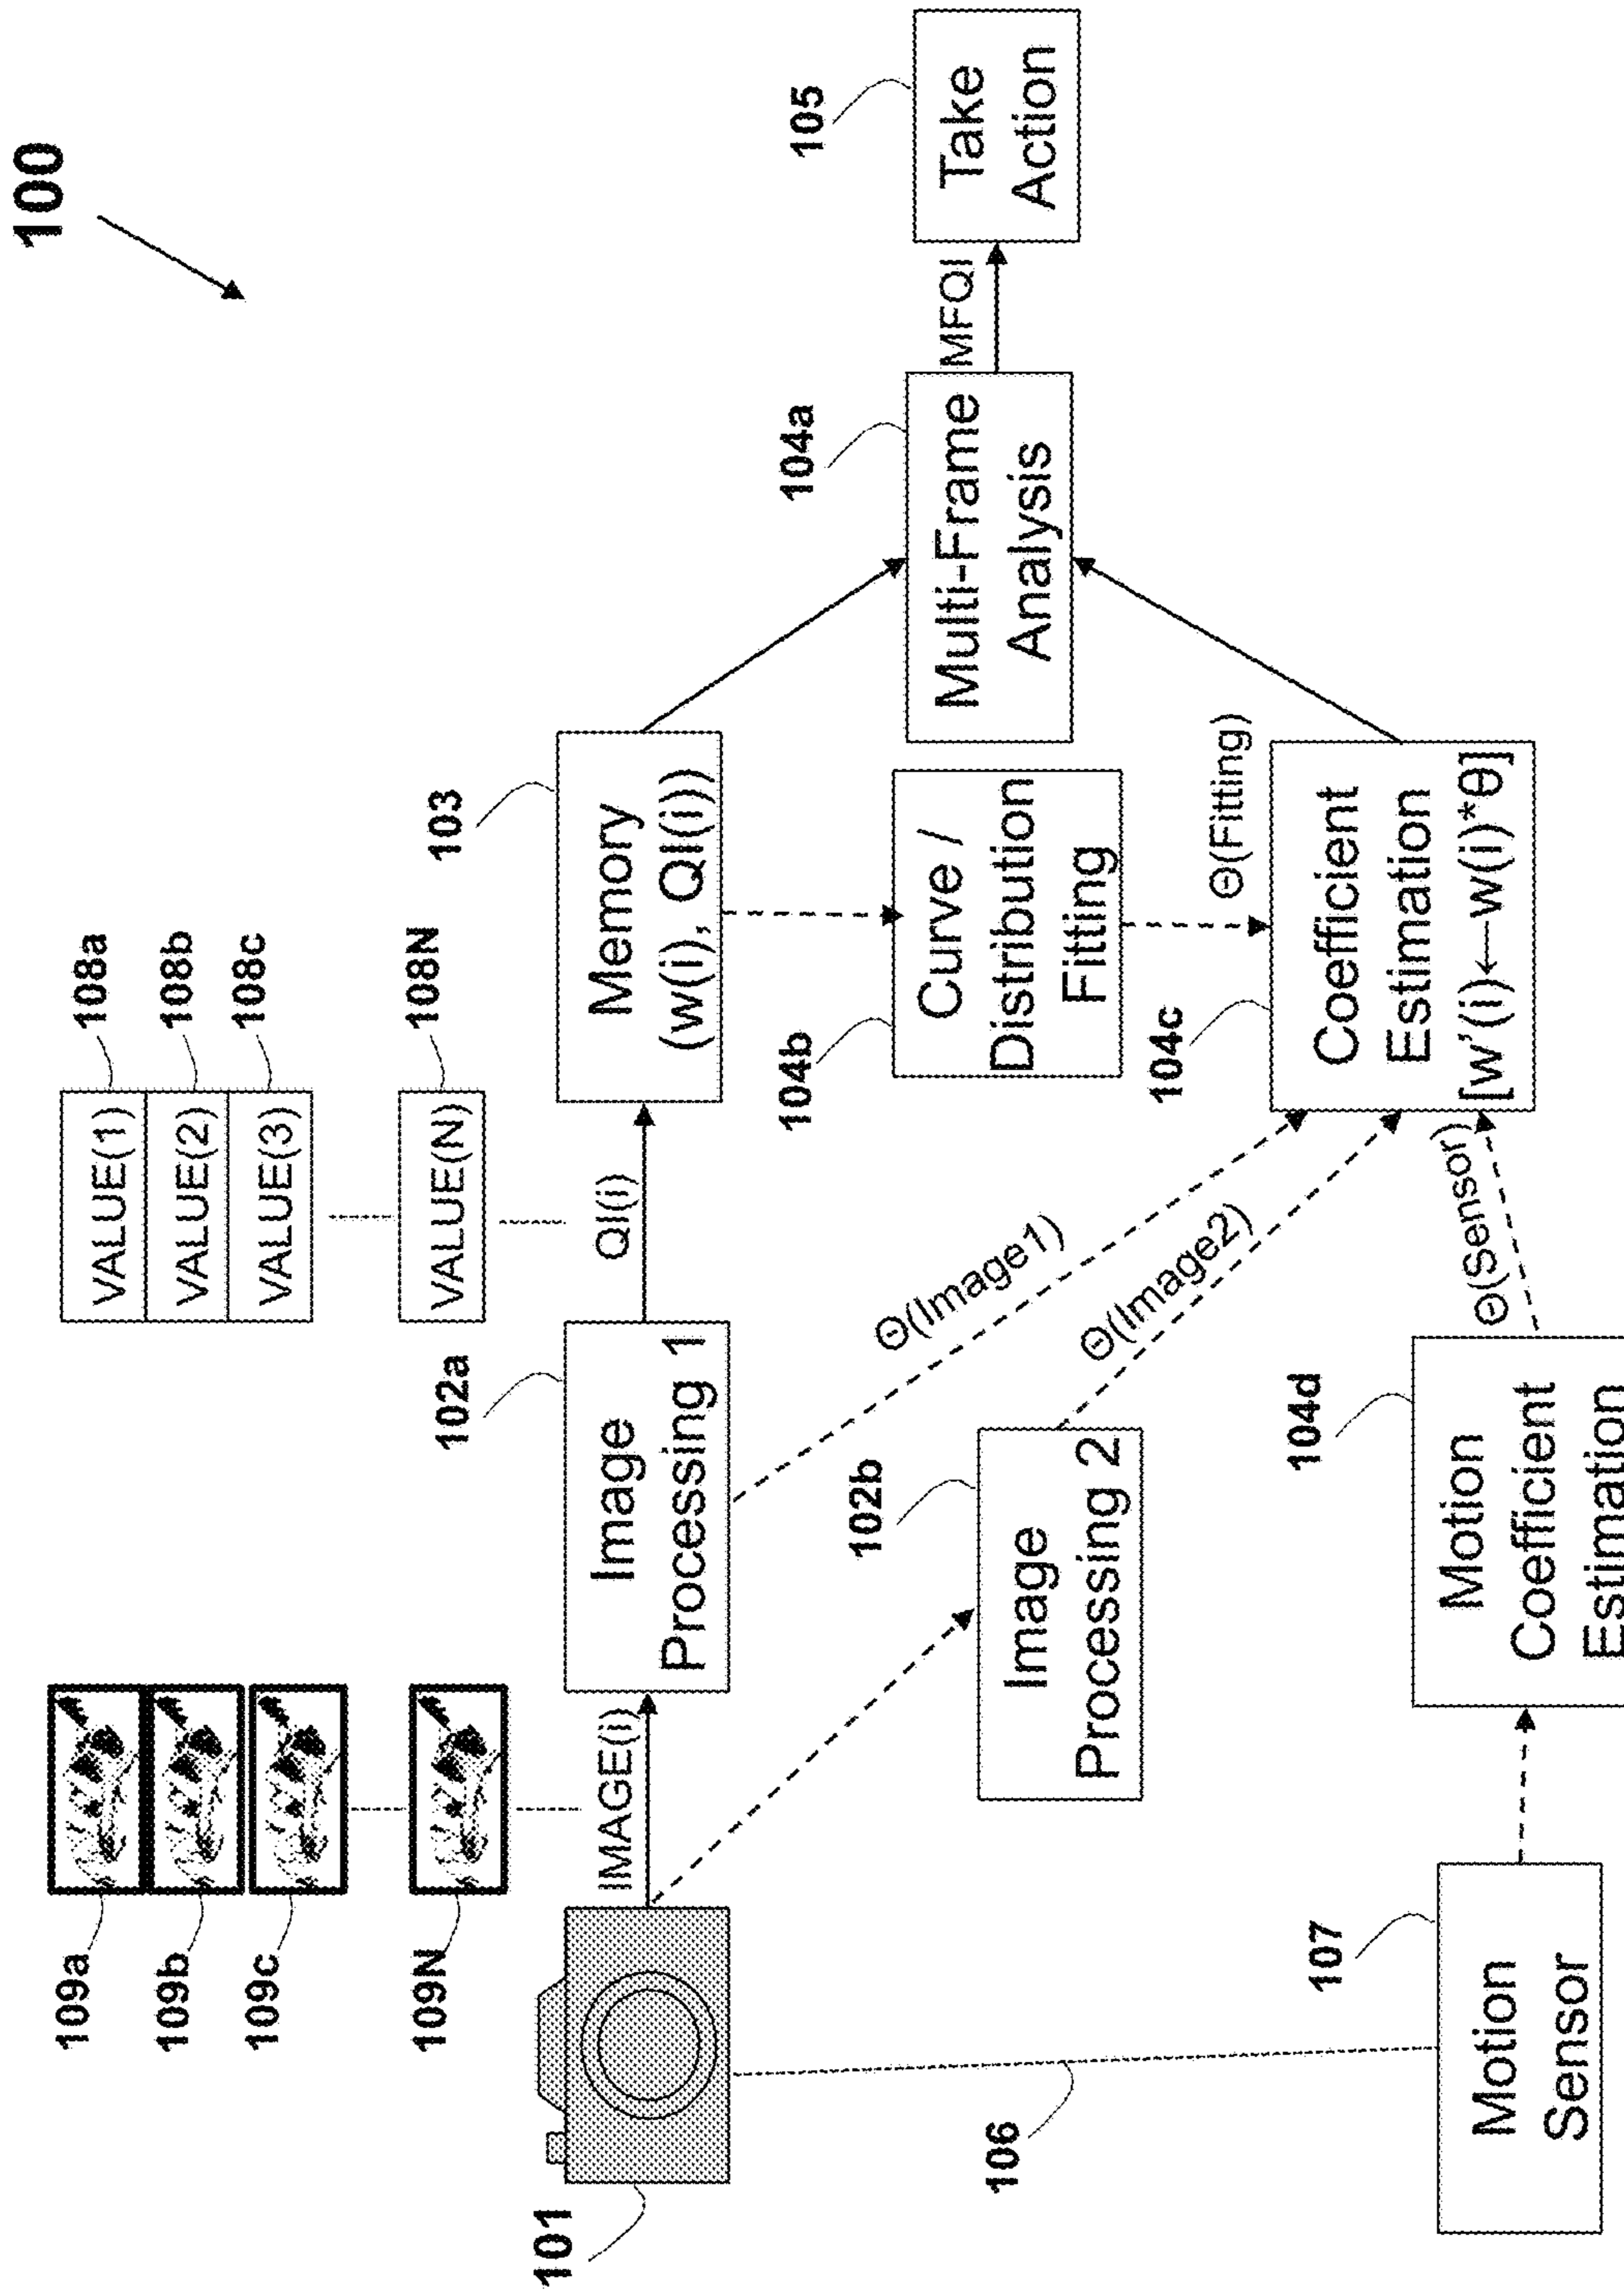 100
109a
109b
109c
109N
108a
108b
108c
108N
VALUE(1)
VALUE(2)
VALUE(3)
VALUE(N)
101
IMAGE(i)
102a
Image
Processing 1
QI(i)
103
Memory
(w(i), QI(i))
104a
Multi-Frame
Analysis
MFQI
105
Take
Action
102b
Image
Processing 2
Θ(Image1)
Θ(Image2)
104b
Curve /
Distribution
Fitting
Θ(Fitting)
104c
Coefficient
Estimation
[w'(i)←w(i)*θ]
106
107
Motion
Sensor
104d
Motion
Coefficient
Estimation
Θ(Sensor)